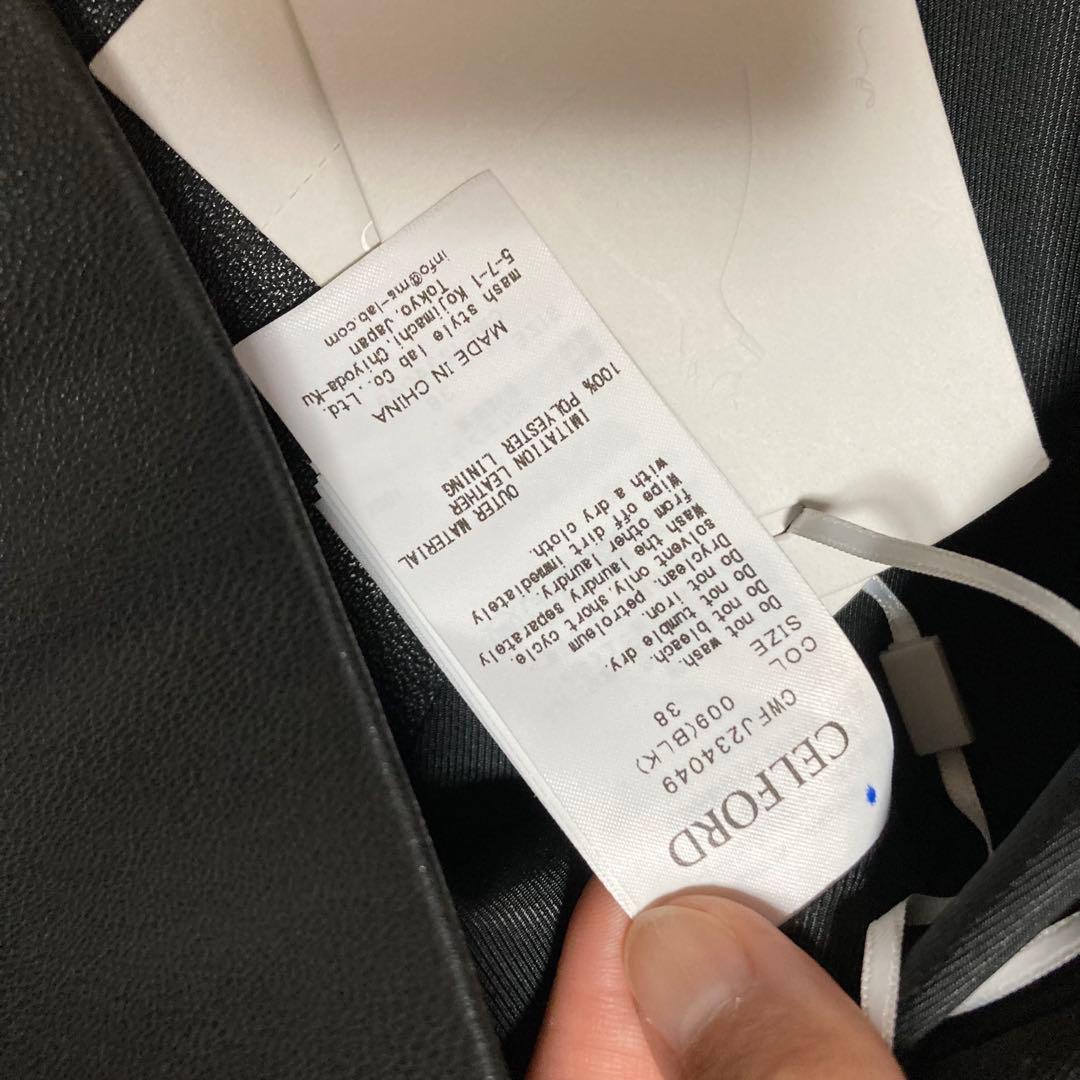 CELFORD
CWFJ234049
COL 009(BLK)
SIZE 38
Do not wash.
Do not bleach.
Do not tumble dry.
Do not iron.
Dryclean. petroleum
solvent only,short cycle.
Wash the laundry separately
from other laundry.
Wipe off dirt immediately
with a dry cloth.
OUTER MATERIAL
IMITATION LEATHER
100% POLYESTER LINING
MADE IN CHINA
mash style lab Co.,Ltd.
5-7-1 Kojimachi,Chiyoda-Ku
Tokyo,Japan
info@ms-lab.com